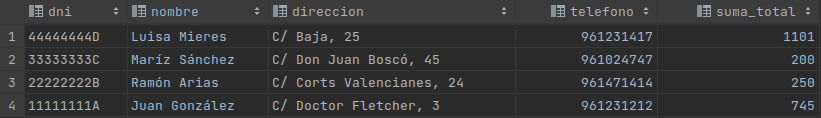 dni nombre direccion telefono suma_total
1 44444444D Luisa Mieres C/ Baja, 25 961231417 1101
2 33333333C Maríz Sánchez C/ Don Juan Boscó, 45 961024747 200
3 22222222B Ramón Arias C/ Corts Valencianes, 24 961471414 250
4 11111111A Juan González C/ Doctor Fletcher, 3 961231212 745